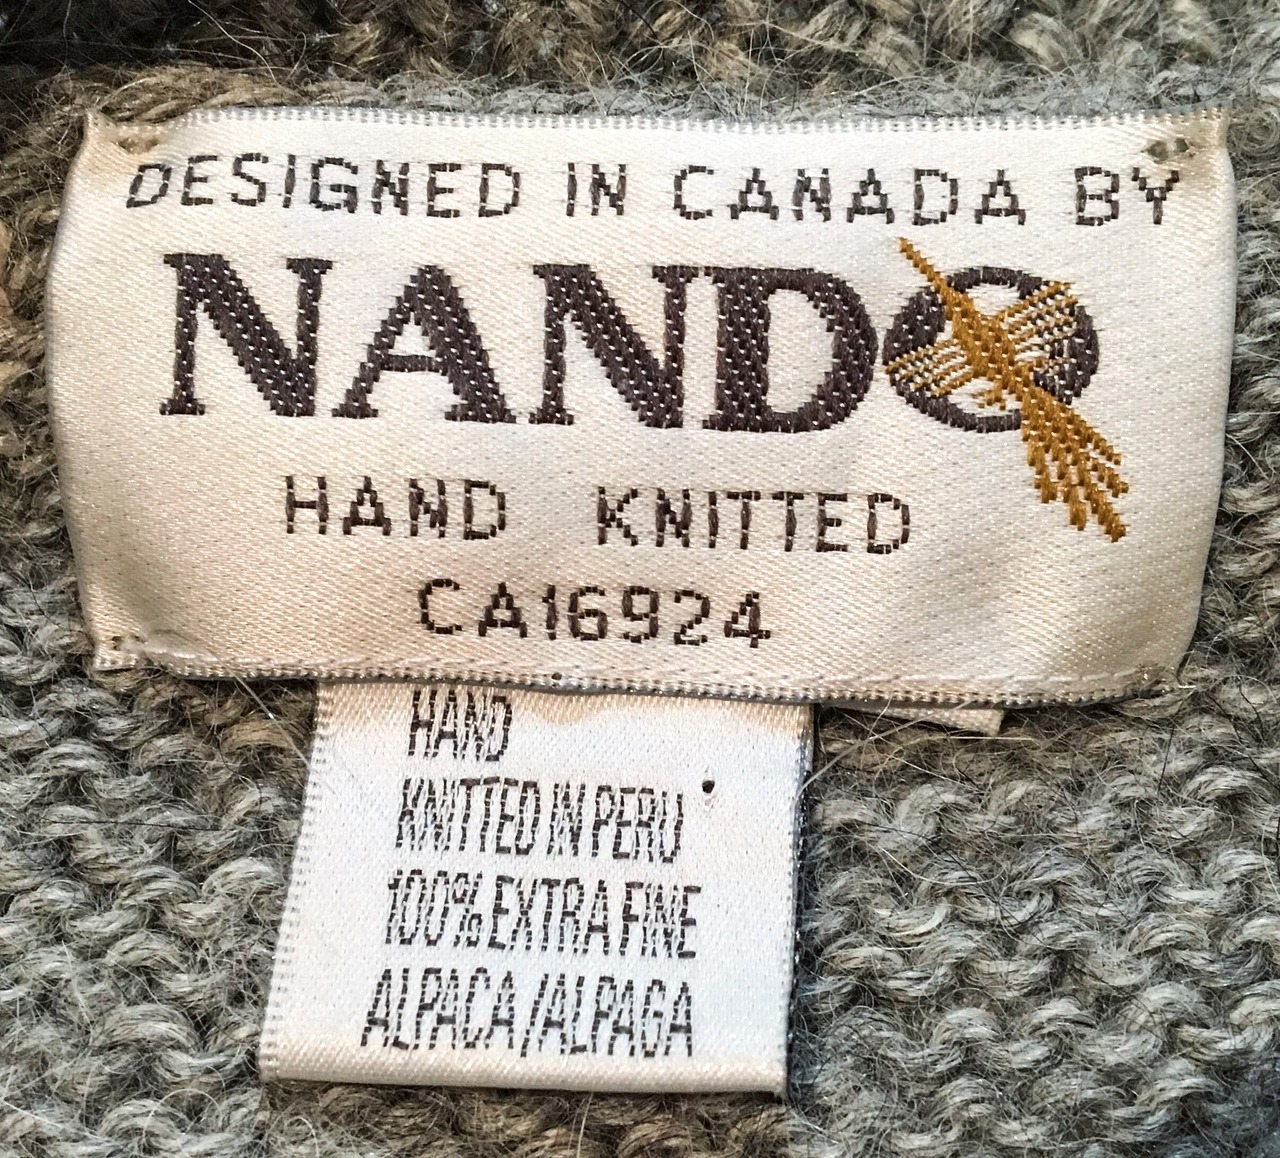 DESIGNED IN CANADA BY
NANDO
HAND KNITTED
CA16924
HAND
KNITTED IN PERU
100% EXTRA FINE
ALPACA/ALPAGA